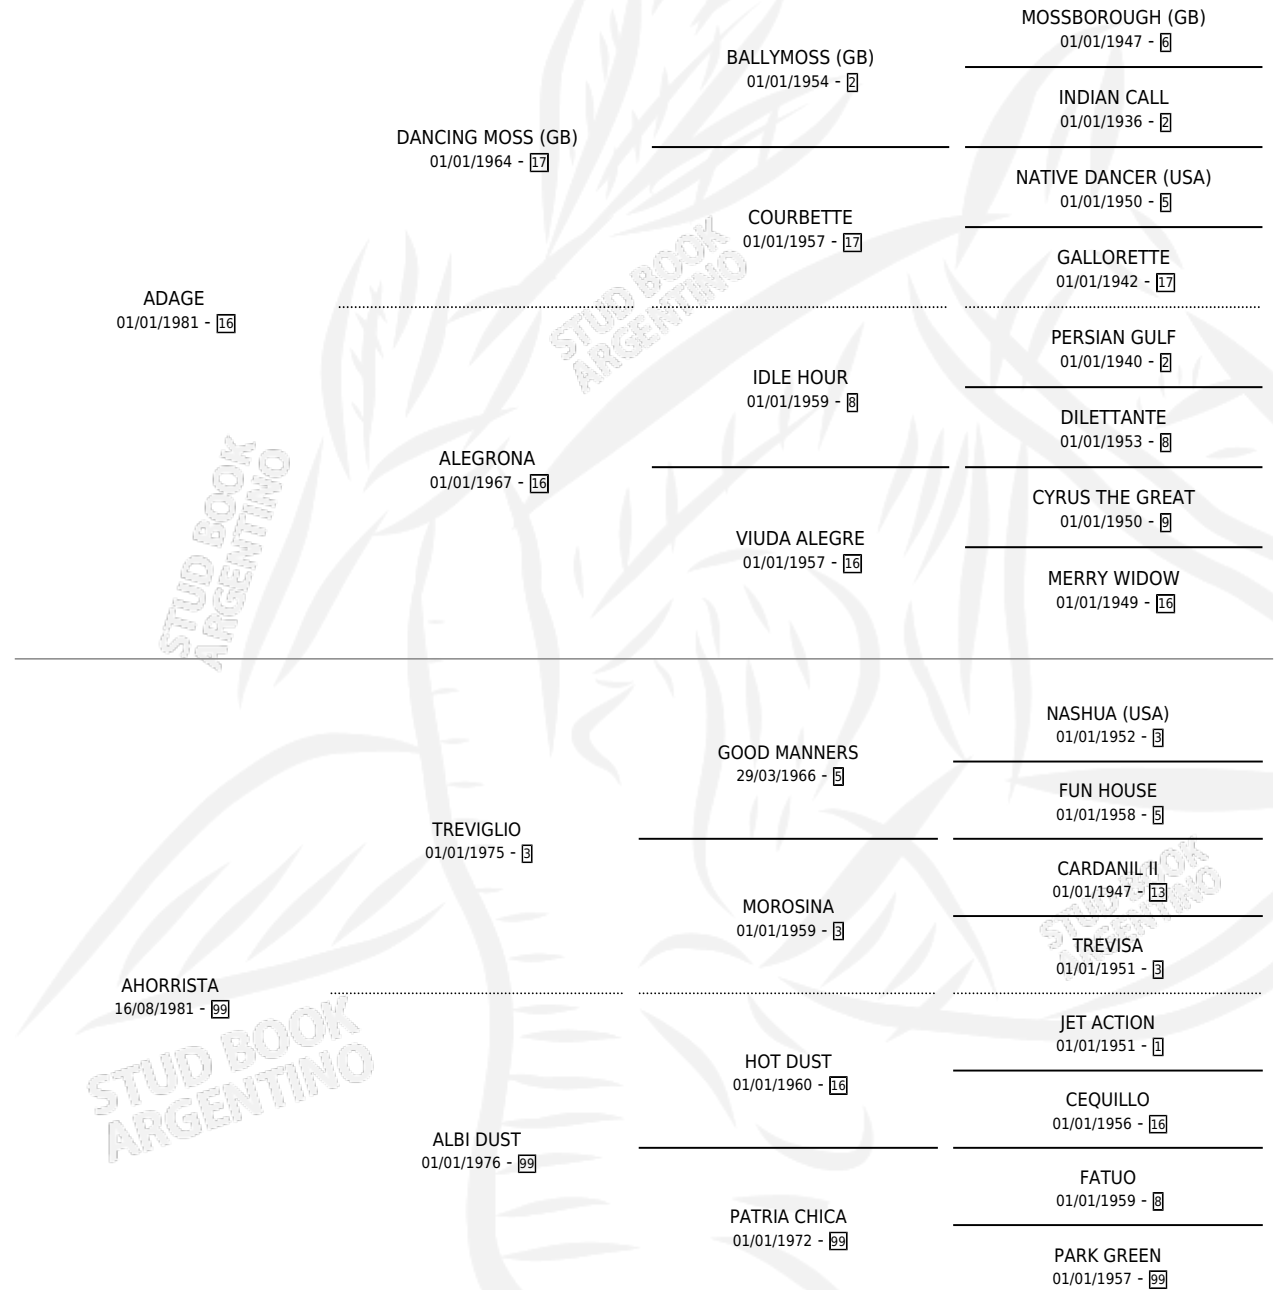 MOSSBOROUGH (GB)
01/01/1947 - 6
BALLYMOSS (GB)
01/01/1954 - 2
INDIAN CALL
01/01/1936 - 2
DANCING MOSS (GB)
01/01/1964 - 17
NATIVE DANCER (USA)
01/01/1950 - 5
COURBETTE
01/01/1957 - 17
GALLORETTE
01/01/1942 - 17
ADAGE
01/01/1981 - 16
PERSIAN GULF
01/01/1940 - 2
IDLE HOUR
01/01/1959 - 8
DILETTANTE
01/01/1953 - 8
ALEGRONA
01/01/1967 - 16
CYRUS THE GREAT
01/01/1950 - 9
VIUDA ALEGRE
01/01/1957 - 16
MERRY WIDOW
01/01/1949 - 16
STUD BOOK
ARGENTINO
STUD BOOK
ARGENTINO
NASHUA (USA)
01/01/1952 - 3
GOOD MANNERS
29/03/1966 - 5
FUN HOUSE
01/01/1958 - 5
TREVIGLIO
01/01/1975 - 3
CARDANIL II
01/01/1947 - 13
MOROSINA
01/01/1959 - 3
TREVISA
01/01/1951 - 3
AHORRISTA
16/08/1981 - 99
JET ACTION
01/01/1951 - 1
HOT DUST
01/01/1960 - 16
CEQUILLO
01/01/1956 - 16
ALBI DUST
01/01/1976 - 99
FATUO
01/01/1959 - 8
PATRIA CHICA
01/01/1972 - 99
PARK GREEN
01/01/1957 - 99
STUD BOOK
ARGENTINO
STUD BOOK
ARGENTINO